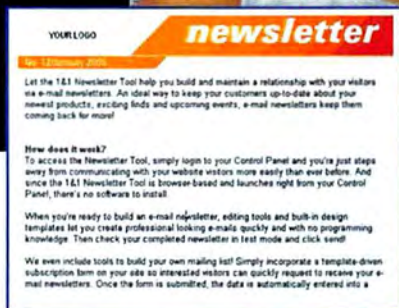 YOUR LOGO
newsletter
Let the 1&1 Newsletter Tool help you build and maintain a relationship with your visitors
via e-mail newsletters. An ideal way to keep your customers up-to-date about your
newest products, exciting finds and upcoming events, e-mail newsletters keep them
coming back for more!
How does it work?
To access the Newsletter Tool, simply login to your Control Panel and you're just steps
away from communicating with your website visitors more easily than ever before. And
since the 1&1 Newsletter Tool is browser-based and launches right from your Control
Panel, there's no software to install.
When you're ready to build an e-mail newsletter, editing tools and built-in design
templates let you create professional looking e-mails quickly and with no programming
knowledge. Then check your completed newsletter in test mode and click send!
We even include tools to build your own mailing list! Simply incorporate a template-driven
subscription form on your site so interested visitors can quickly request to receive your e-
mail newsletters. Once the form is submitted, the data is automatically entered into a